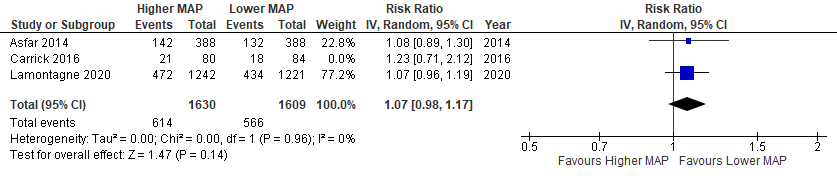 Higher MAP Lower MAP Risk Ratio Risk Ratio
Study or Subgroup Events Total Events Total Weight IV, Random, 95% CI Year IV, Random, 95% CI
Asfar 2014 142 388 132 388 22.8% 1.08 [0.89, 1.30] 2014
Carrick 2016 21 80 18 84 0.0% 1.23 [0.71, 2.12] 2016
Lamontagne 2020 472 1242 434 1221 77.2% 1.07 [0.96, 1.19] 2020
Total (95% CI) 1630 1609 100.0% 1.07 [0.98, 1.17]
Total events 614 566
Heterogeneity: Tau² = 0.00; Chi² = 0.00, df = 1 (P = 0.96); I² = 0%
Test for overall effect: Z = 1.47 (P = 0.14)
0.5 0.7 1 1.5 2
Favours Higher MAP Favours Lower MAP